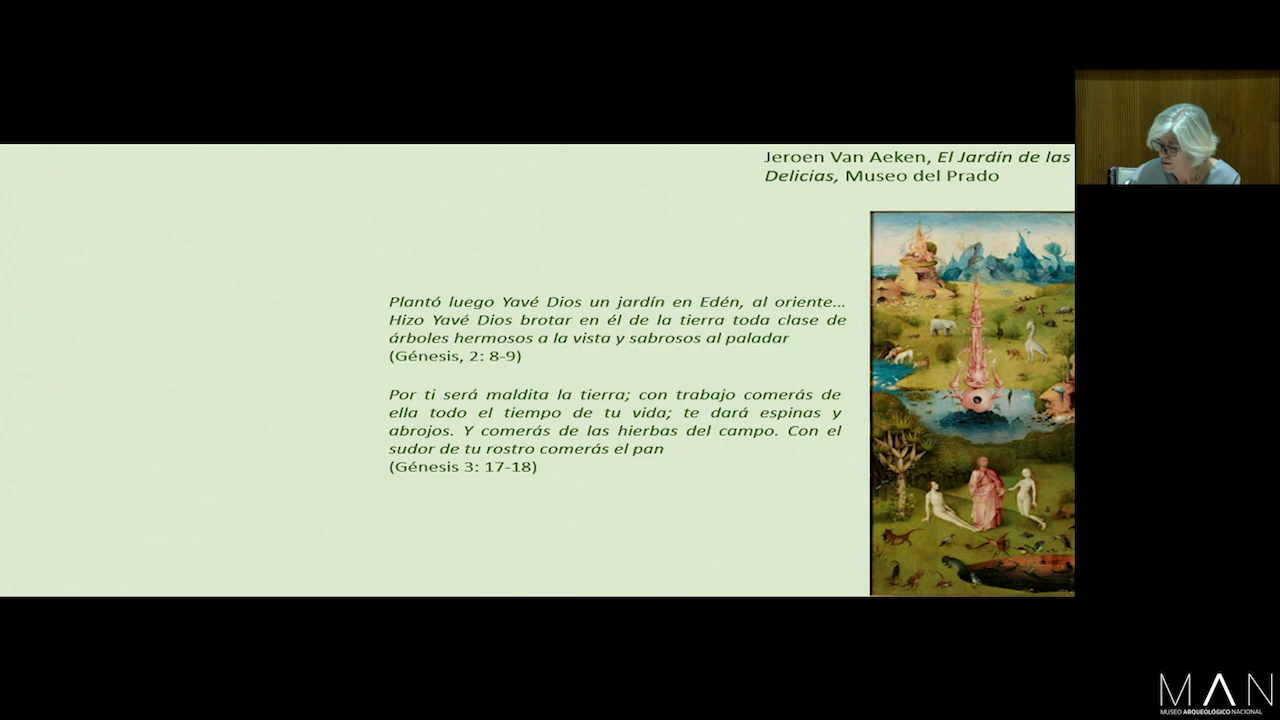 Jeroen Van Aeken, El Jardín de las
Delicias, Museo del Prado
Plantó luego Yavé Dios un jardín en Edén, al oriente...
Hizo Yavé Dios brotar en él de la tierra toda clase de
árboles hermosos a la vista y sabrosos al paladar
(Génesis, 2: 8-9)
Por ti será maldita la tierra; con trabajo comerás de
ella todo el tiempo de tu vida; te dará espinas y
abrojos. Y comerás de las hierbas del campo. Con el
sudor de tu rostro comerás el pan
(Génesis 3: 17-18)
MAN
MUSEO ARQUEOLÓGICO NACIONAL